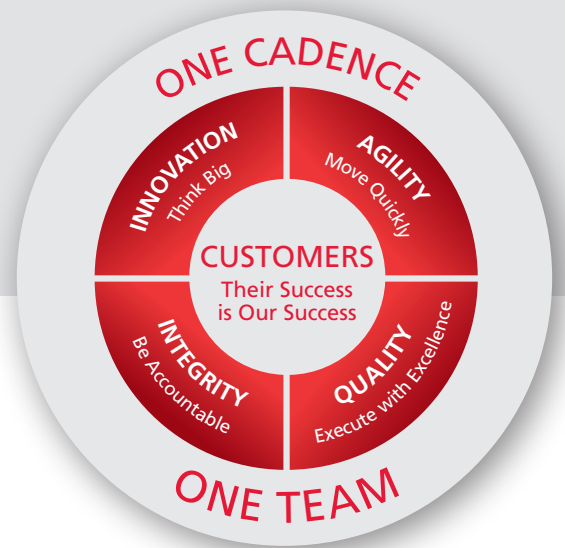 ONE CADENCE
INNOVATION
Think Big
AGILITY
Move Quickly
CUSTOMERS
Their Success
is Our Success
INTEGRITY
Be Accountable
QUALITY
Execute with Excellence
ONE TEAM